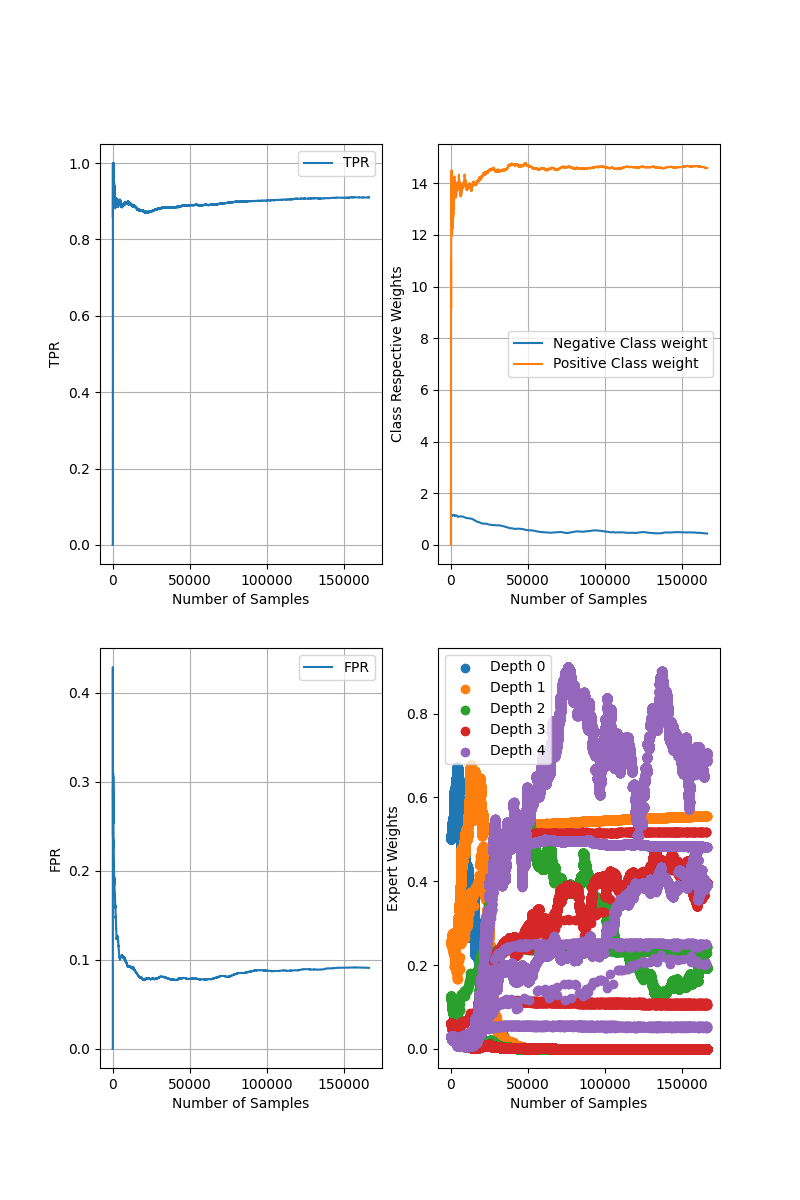 TPR
1.0
0.8
0.6
0.4
0.2
0.0
TPR
0
50000
100000
150000
Number of Samples
Negative Class weight
Positive Class weight
14
12
10
8
6
4
2
0
Class Respective Weights
0
50000
100000
150000
Number of Samples
FPR
0.4
0.3
0.2
0.1
0.0
FPR
0
50000
100000
150000
Number of Samples
Depth 0
Depth 1
Depth 2
Depth 3
Depth 4
0.8
0.6
0.4
0.2
0.0
Expert Weights
0
50000
100000
150000
Number of Samples